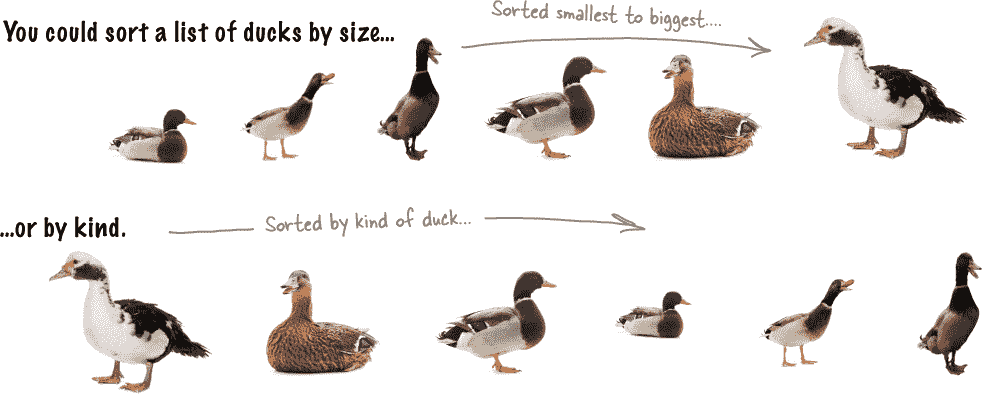 You could sort a list of ducks by size...
Sorted smallest to biggest....
...or by kind.
Sorted by kind of duck...